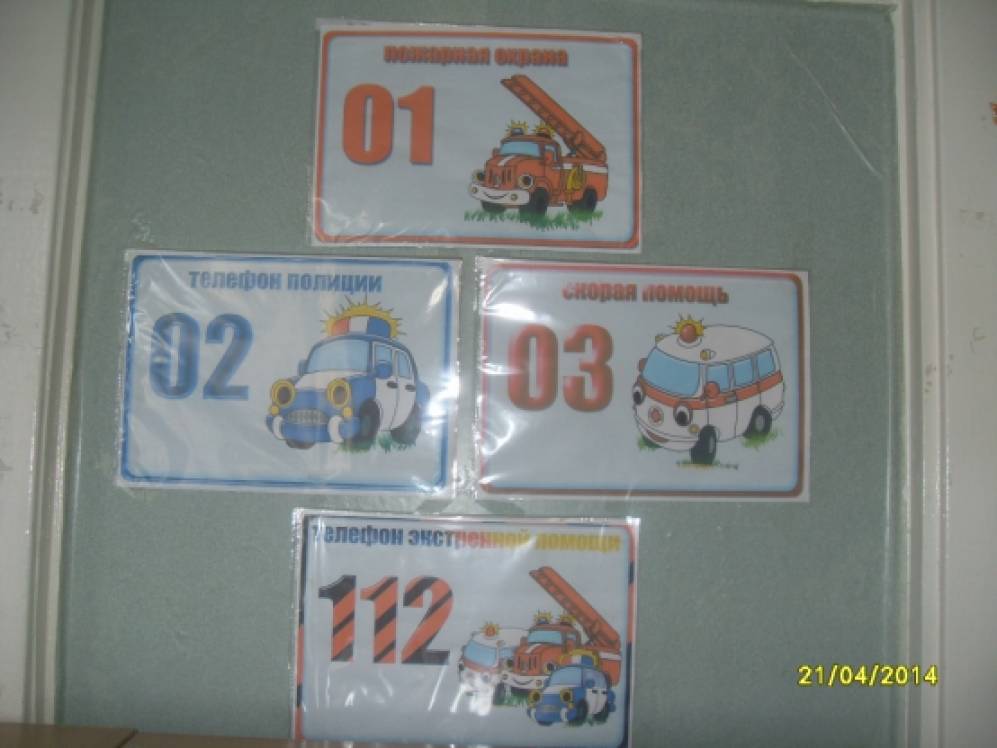 пожарная охрана
01
телефон полиции
02
скорая помощь
03
телефон экстренной помощи
112
21/04/2014